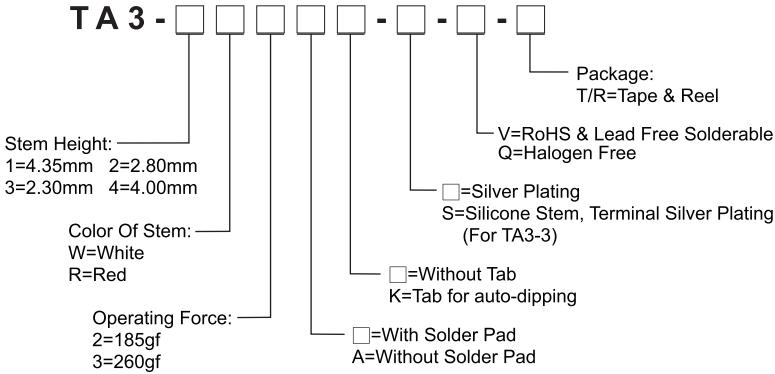 TA3-□□□□□-□-□-□
Package:
T/R=Tape & Reel
V=RoHS & Lead Free Solderable
Q=Halogen Free
Stem Height:
1=4.35mm 2=2.80mm
3=2.30mm 4=4.00mm
□=Silver Plating
S=Silicone Stem, Terminal Silver Plating
(For TA3-3)
Color Of Stem:
W=White
R=Red
□=Without Tab
K=Tab for auto-dipping
Operating Force:
2=185gf
3=260gf
□=With Solder Pad
A=Without Solder Pad